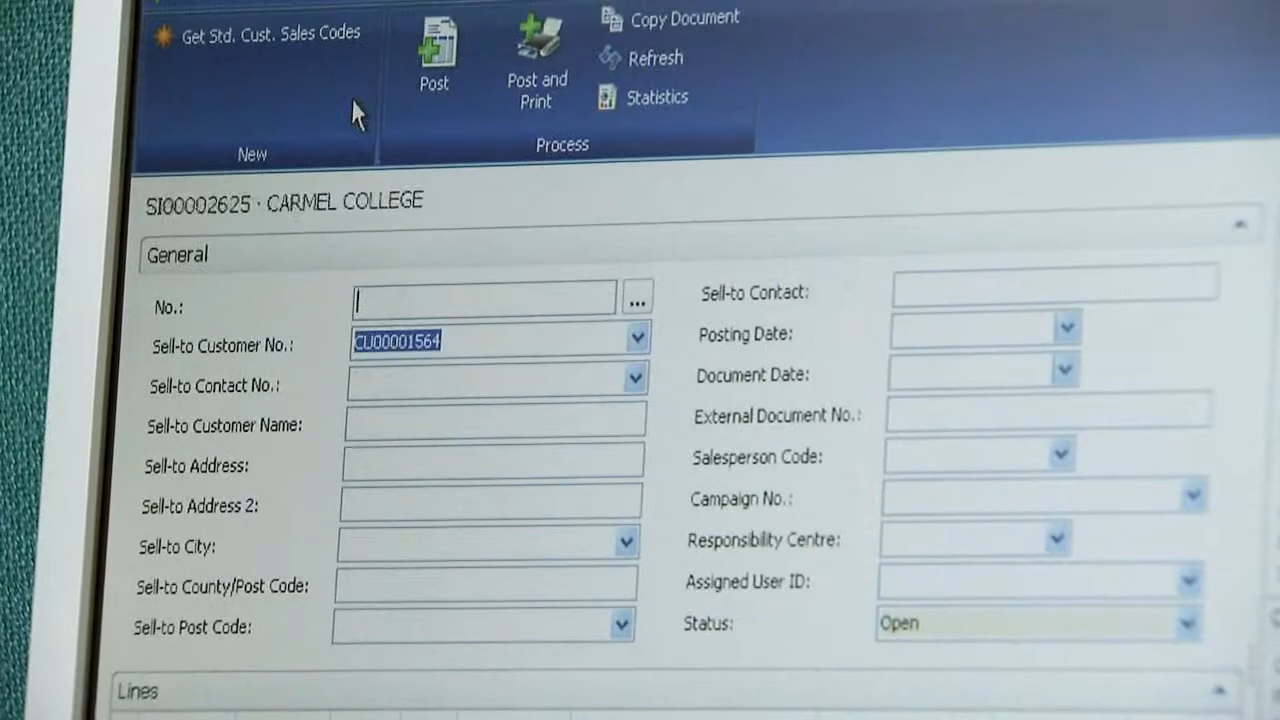 Get Std. Cust. Sales Codes
New
Post
Post and
Print
Copy Document
Refresh
Statistics
Process
SI00002625 · CARMEL COLLEGE
General
No.:
...
Sell-to Customer No.:
CU00001564
Sell-to Contact No.:
Sell-to Customer Name:
Sell-to Address:
Sell-to Address 2:
Sell-to City:
Sell-to County/Post Code:
Sell-to Post Code:
Sell-to Contact:
Posting Date:
Document Date:
External Document No.:
Salesperson Code:
Campaign No.:
Responsibility Centre:
Assigned User ID:
Status:
Open
Lines